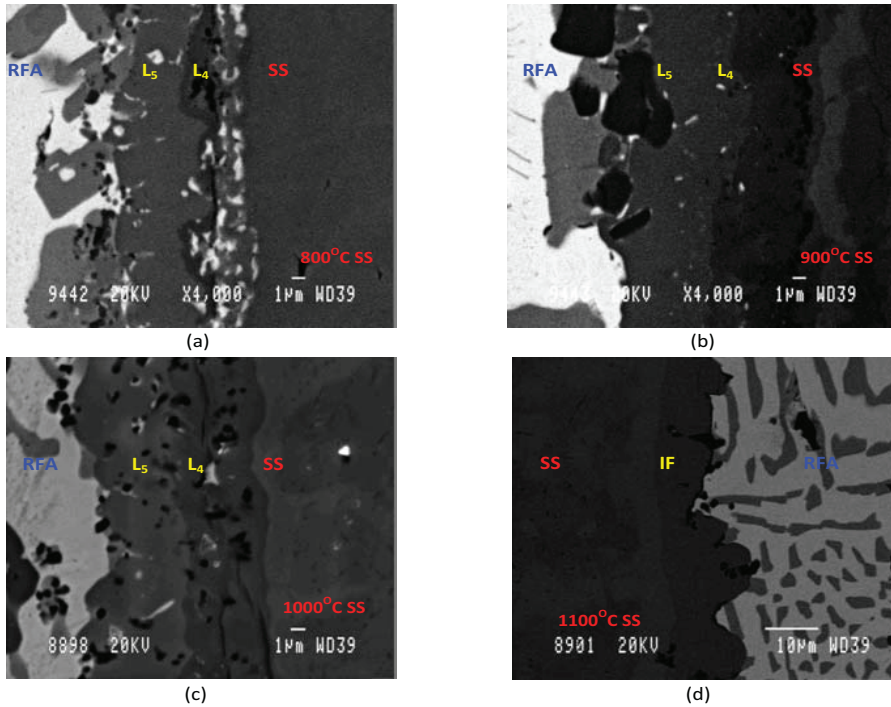 RFA L5 L4 SS
800°C SS
9442 20KV X4,000 1μm WD39
(a)
RFA L5 L4 SS
900°C SS
20KV X4,000 1μm WD39
(b)
RFA L5 L4 SS
1000°C SS
8898 20KV 1μm WD39
(c)
SS IF RFA
1100°C SS
8901 20KV 10μm WD39
(d)